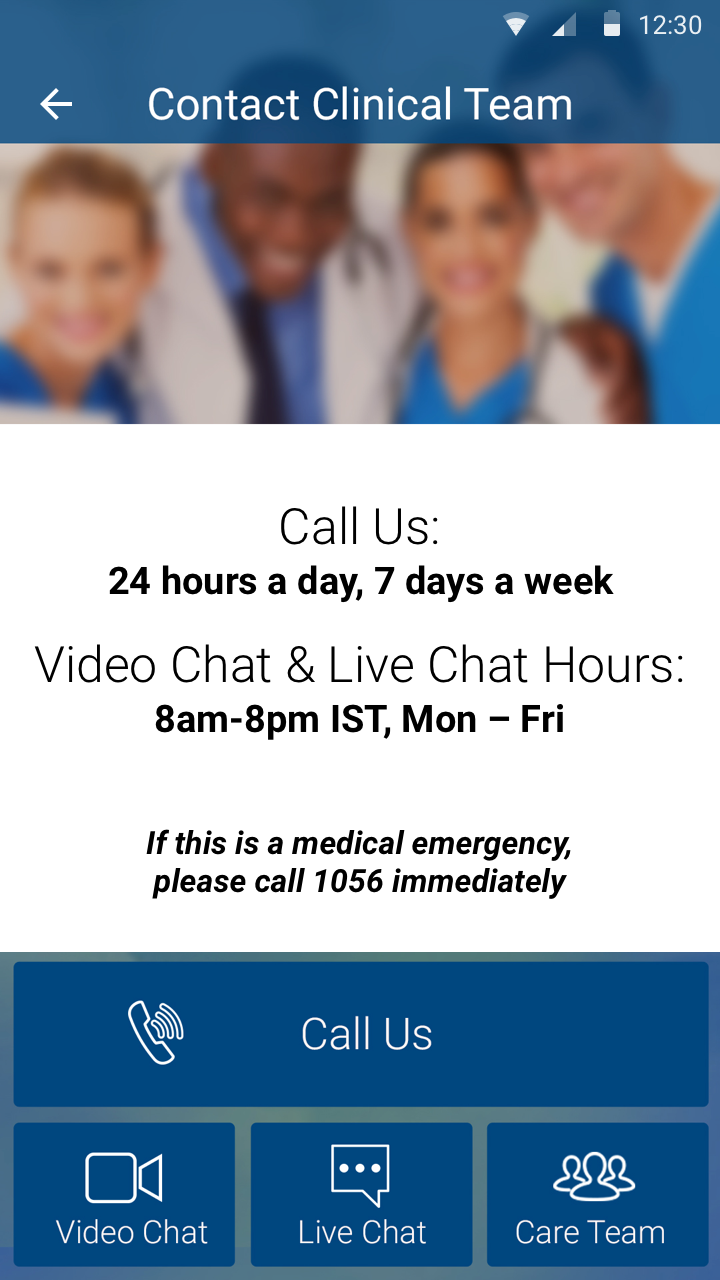 12:30
Contact Clinical Team
Call Us:
24 hours a day, 7 days a week
Video Chat & Live Chat Hours:
8am-8pm IST, Mon – Fri
If this is a medical emergency,
please call 1056 immediately
Call Us
Video Chat
Live Chat
Care Team